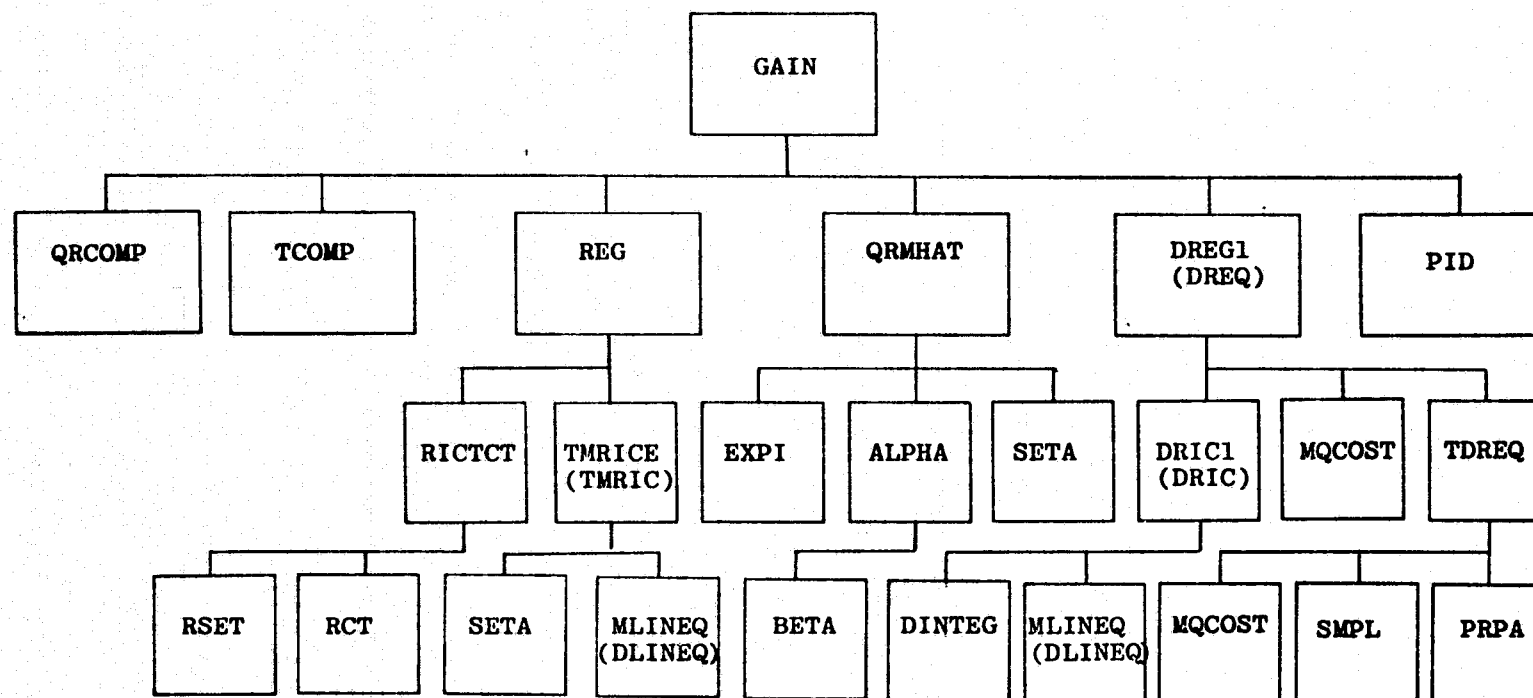 GAIN
QRCOMP
TCOMP
REG
QRMHAT
DREG1
(DREQ)
PID
RICTCT
TMRICE
(TMRIC)
EXPI
ALPHA
SETA
DRIC1
(DRIC)
MQCOST
TDREQ
RSET
RCT
SETA
MLINEQ
(DLINEQ)
BETA
DINTEG
MLINEQ
(DLINEQ)
MQCOST
SMPL
PRPA